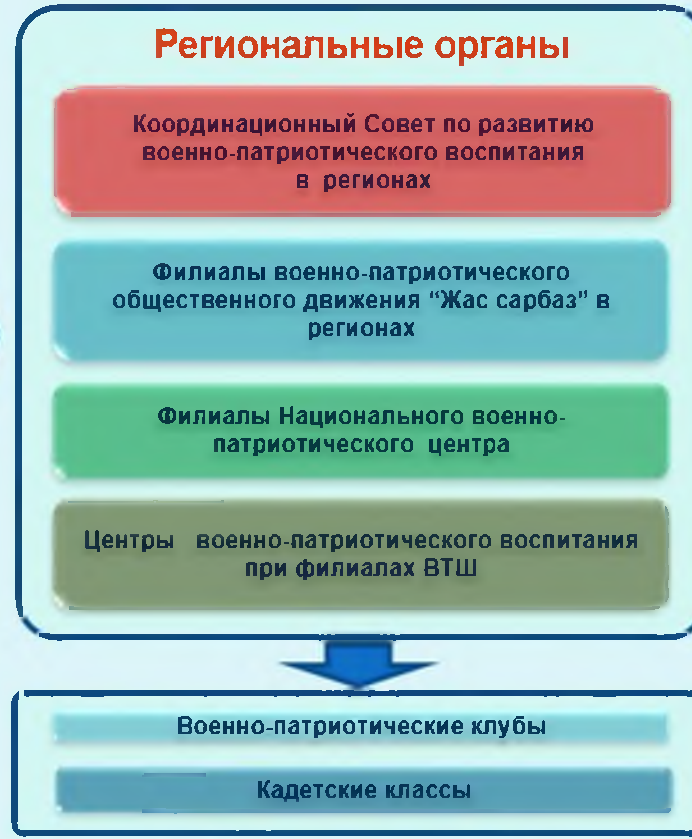 Региональные органы
Координационный Совет по развитию
военно-патриотического воспитания
в регионах
Филиалы военно-патриотического
общественного движения “Жас сарбаз” в
регионах
Филиалы Национального военно-
патриотического центра
Центры военно-патриотического воспитания
при филиалах ВТШ
Военно-патриотические клубы
Кадетские классы